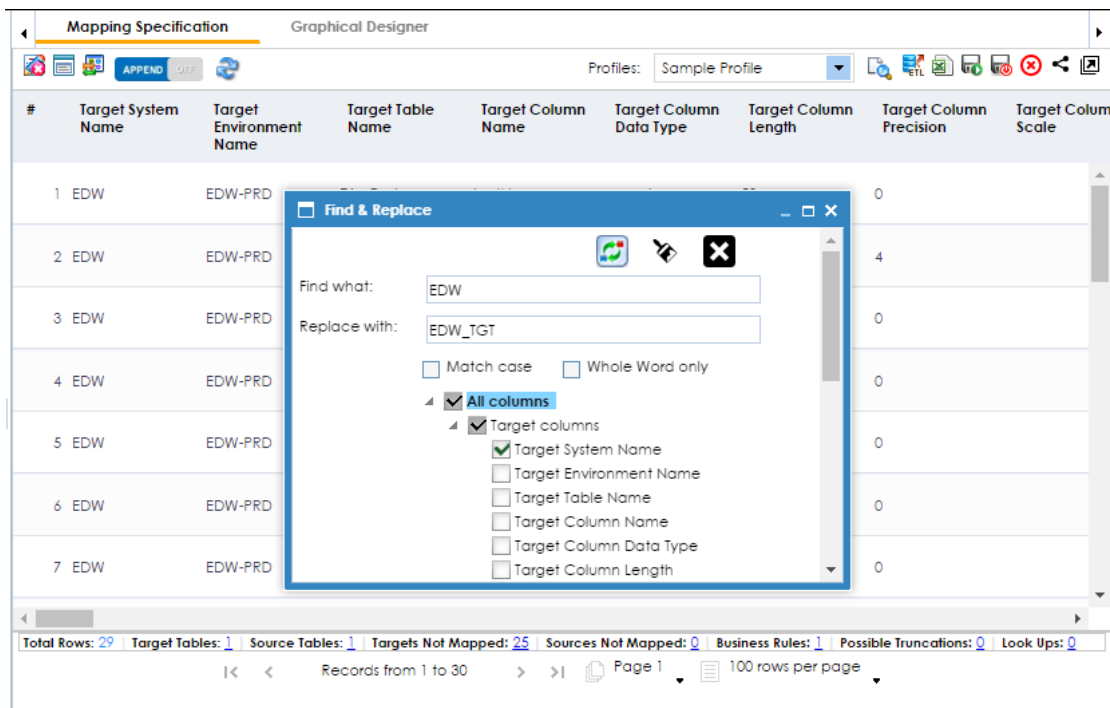 Mapping Specification Graphical Designer
APPEND OFF Profiles: Sample Profile ETL
# Target System Name Target Environment Name Target Table Name Target Column Name Target Column Data Type Target Column Length Target Column Precision Target Colum Scale
1 EDW EDW-PRD 0
2 EDW EDW-PRD 4
3 EDW EDW-PRD 0
4 EDW EDW-PRD 0
5 EDW EDW-PRD 0
6 EDW EDW-PRD 0
7 EDW EDW-PRD 0
Find & Replace
Find what: EDW
Replace with: EDW_TGT
Match case Whole Word only
All columns
Target columns
Target System Name
Target Environment Name
Target Table Name
Target Column Name
Target Column Data Type
Target Column Length
Total Rows: 29 | Target Tables: 1 | Source Tables: 1 | Targets Not Mapped: 25 | Sources Not Mapped: 0 | Business Rules: 1 | Possible Truncations: 0 | Look Ups: 0
Records from 1 to 30 Page 1 100 rows per page